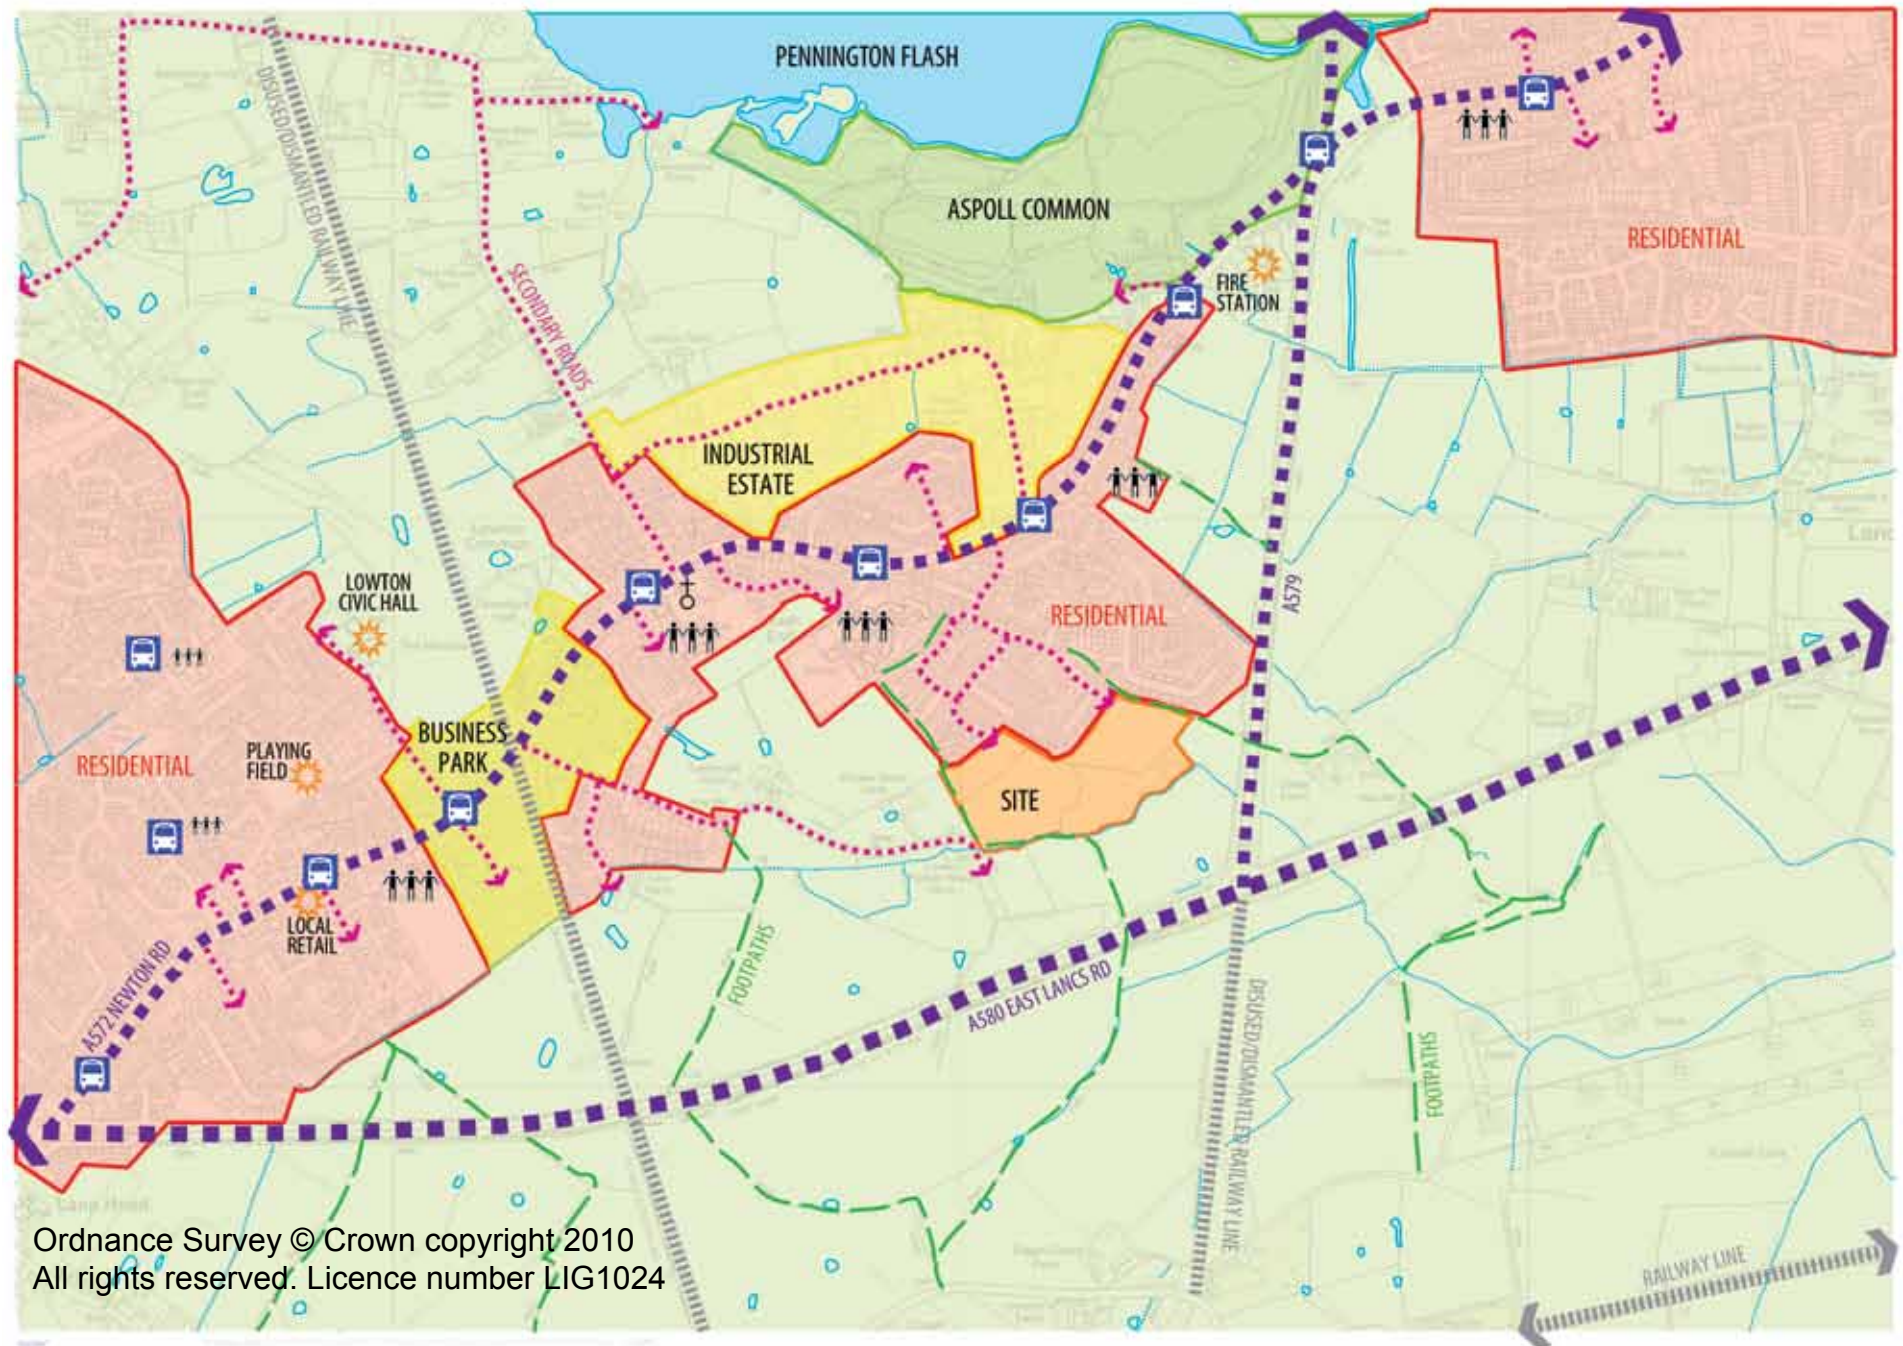 PENNINGTON FLASH
DISUSED/DISMANTLED RAILWAY LINE
ASPOLL COMMON
RESIDENTIAL
SECONDARY ROADS
FIRE
STATION
INDUSTRIAL
ESTATE
LOWTON
CIVIC HALL
A579
RESIDENTIAL
BUSINESS
PARK
PLAYING
FIELD
RESIDENTIAL
SITE
LOCAL
RETAIL
A572 NEWTON RD
FOOTPATHS
A580 EAST LANCS RD
DISUSED/DISMANTLED RAILWAY LINE
FOOTPATHS
Lane Head
Ordnance Survey © Crown copyright 2010
All rights reserved. Licence number LIG1024
RAILWAY LINE